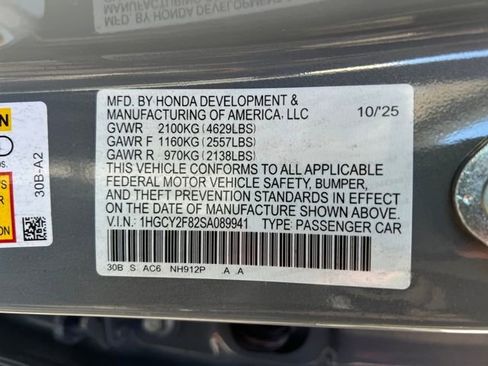 MFD. BY HONDA DEVELOPMENT & 10/'25
MANUFACTURING OF AMERICA, LLC
GVWR 2100KG (4629LBS)
GAWR F 1160KG (2557LBS)
GAWR R 970KG (2138LBS)
THIS VEHICLE CONFORMS TO ALL APPLICABLE
FEDERAL MOTOR VEHICLE SAFETY, BUMPER,
AND THEFT PREVENTION STANDARDS IN EFFECT
ON THE DATE OF MANUFACTURE SHOWN ABOVE.
V.I.N.: 1HGCY2F82SA089941 TYPE: PASSENGER CAR
30B S AC6 NH912P .A .A
30B-A2